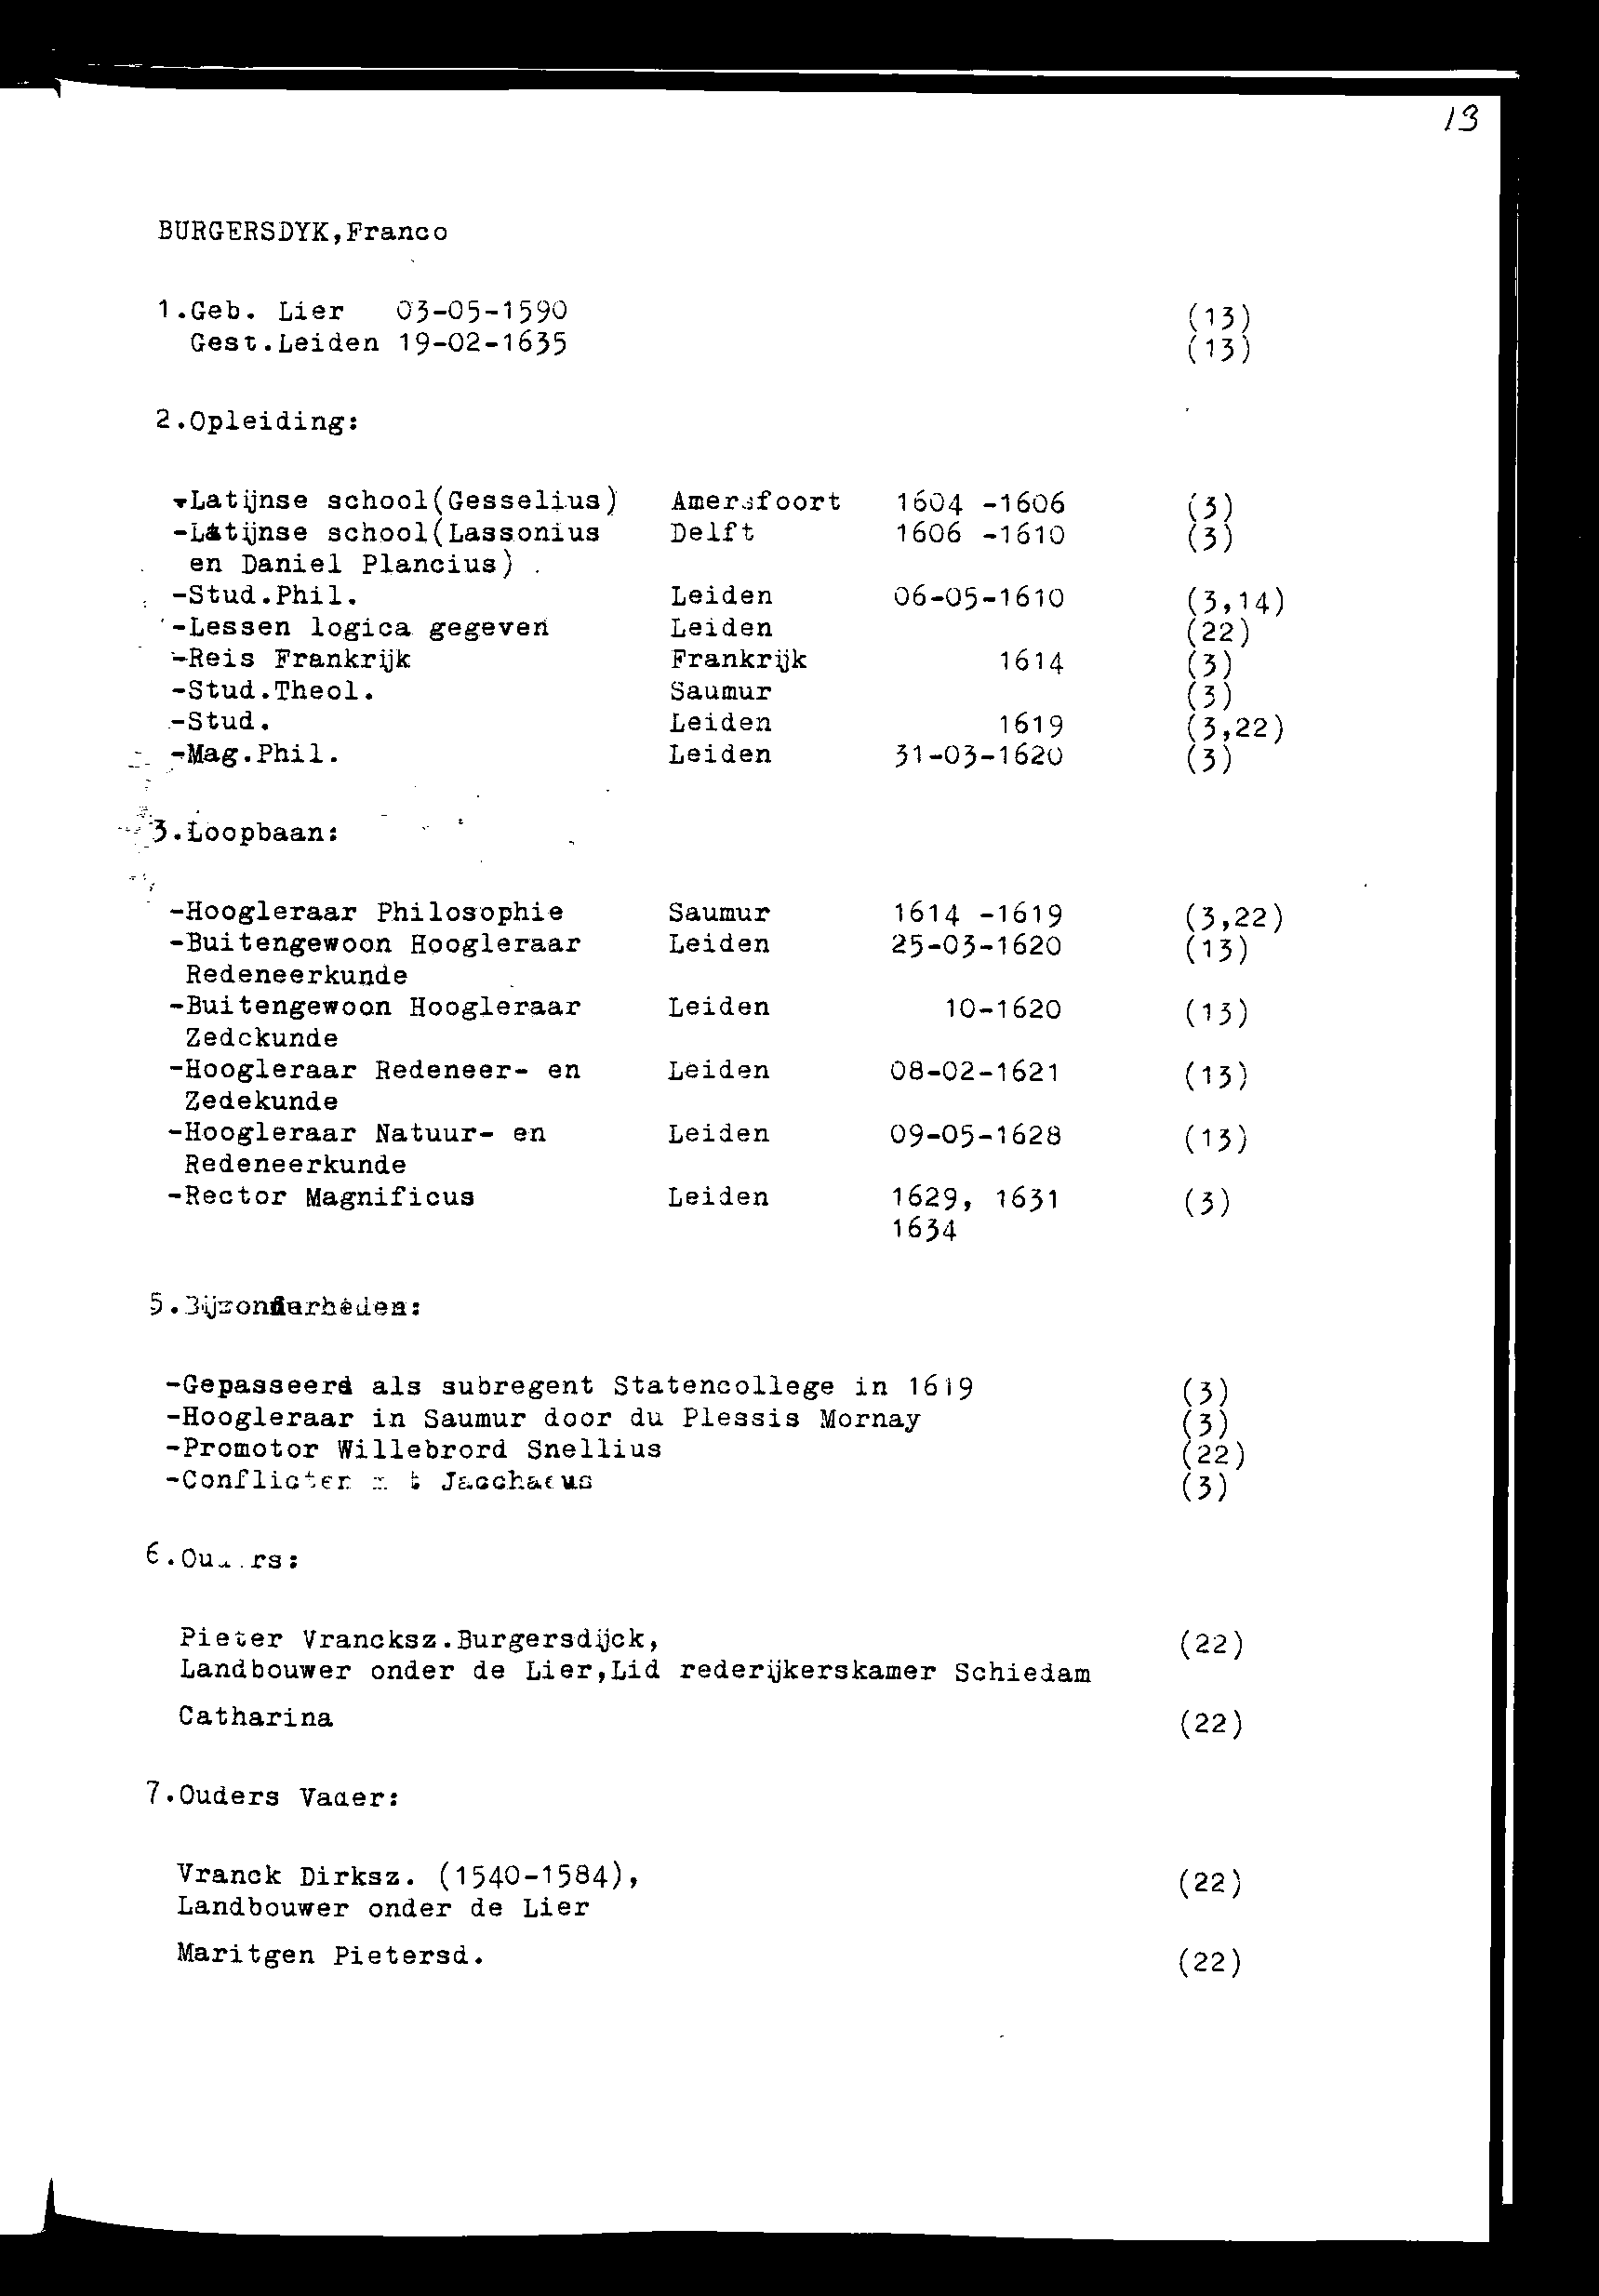 13
BURGERSDYK,Franco
1.Geb. Lier 03-05-1590 (13)
Gest.Leiden 19-02-1635 (13)
2.Opleiding:
-Latijnse school(Gesselius) Amersfoort 1604 -1606 (3)
-Latijnse school(Lassonius Delft 1606 -1610 (3)
en Daniel Plancius)
-Stud.Phil. Leiden 06-05-1610 (3,14)
-Lessen logica gegeven Leiden (22)
-Reis Frankrijk Frankrijk 1614 (3)
-Stud.Theol. Saumur (3)
-Stud. Leiden 1619 (3,22)
-Mag.Phil. Leiden 31-03-1620 (3)
3.Loopbaan:
-Hoogleraar Philosophie Saumur 1614 -1619 (3,22)
-Buitengewoon Hoogleraar Leiden 25-03-1620 (13)
Redeneerkunde
-Buitengewoon Hoogleraar Leiden 10-1620 (13)
Zedekunde
-Hoogleraar Redeneer- en Leiden 08-02-1621 (13)
Zedekunde
-Hoogleraar Natuur- en Leiden 09-05-1628 (13)
Redeneerkunde
-Rector Magnificus Leiden 1629, 1631 (3)
1634
5.Bijzonderheden:
-Gepasseerd als subregent Statencollege in 1619 (3)
-Hoogleraar in Saumur door du Plessis Mornay (3)
-Promotor Willebrord Snellius (22)
-Conflicten met Jacchaeus (3)
6.Ouders:
Pieter Vrancksz.Burgersdijck, (22)
Landbouwer onder de Lier,Lid rederijkerskamer Schiedam
Catharina (22)
7.Ouders Vader:
Vranck Dirksz. (1540-1584), (22)
Landbouwer onder de Lier
Maritgen Pietersd. (22)